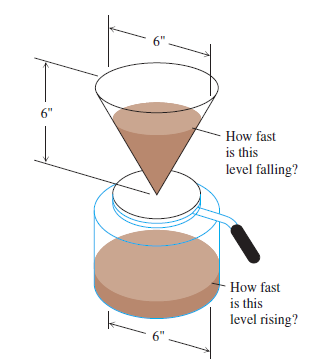 6"
6"
How fast
is this
level falling?
How fast
is this
level rising?
6"